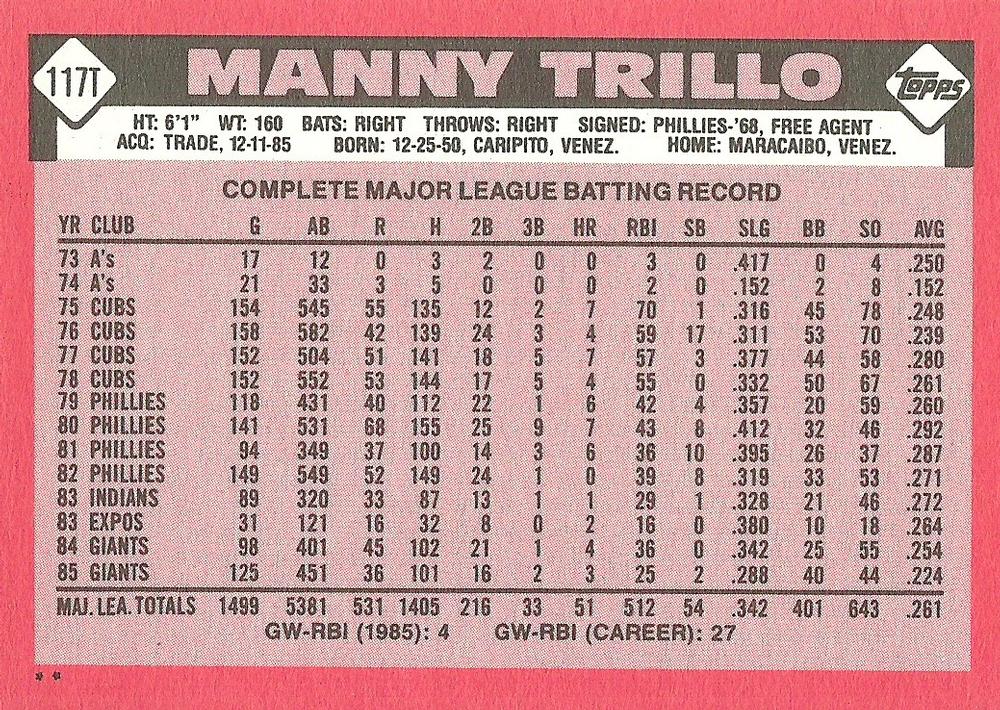 117T MANNY TRILLO topps
HT: 6'1" WT: 160 BATS: RIGHT THROWS: RIGHT SIGNED: PHILLIES-'68, FREE AGENT
ACQ: TRADE, 12-11-85 BORN: 12-25-50, CARIPITO, VENEZ. HOME: MARACAIBO, VENEZ.
COMPLETE MAJOR LEAGUE BATTING RECORD
YR CLUB G AB R H 2B 3B HR RBI SB SLG BB SO AVG
73 A's 17 12 0 3 2 0 0 3 0 .417 0 4 .250
74 A's 21 33 3 5 0 0 0 2 0 .152 2 8 .152
75 CUBS 154 545 55 135 12 2 7 70 1 .316 45 78 .248
76 CUBS 158 582 42 139 24 3 4 59 17 .311 53 70 .239
77 CUBS 152 504 51 141 18 5 7 57 3 .377 44 58 .280
78 CUBS 152 552 53 144 17 5 4 55 0 .332 50 67 .261
79 PHILLIES 118 431 40 112 22 1 6 42 4 .357 20 59 .260
80 PHILLIES 141 531 68 155 25 9 7 43 8 .412 32 46 .292
81 PHILLIES 94 349 37 100 14 3 6 36 10 .395 26 37 .287
82 PHILLIES 149 549 52 149 24 1 0 39 8 .319 33 53 .271
83 INDIANS 89 320 33 87 13 1 1 29 1 .328 21 46 .272
83 EXPOS 31 121 16 32 8 0 2 16 0 .380 10 18 .264
84 GIANTS 98 401 45 102 21 1 4 36 0 .342 25 55 .254
85 GIANTS 125 451 36 101 16 2 3 25 2 .288 40 44 .224
MAJ. LEA. TOTALS 1499 5381 531 1405 216 33 51 512 54 .342 401 643 .261
GW-RBI (1985): 4 GW-RBI (CAREER): 27
* *